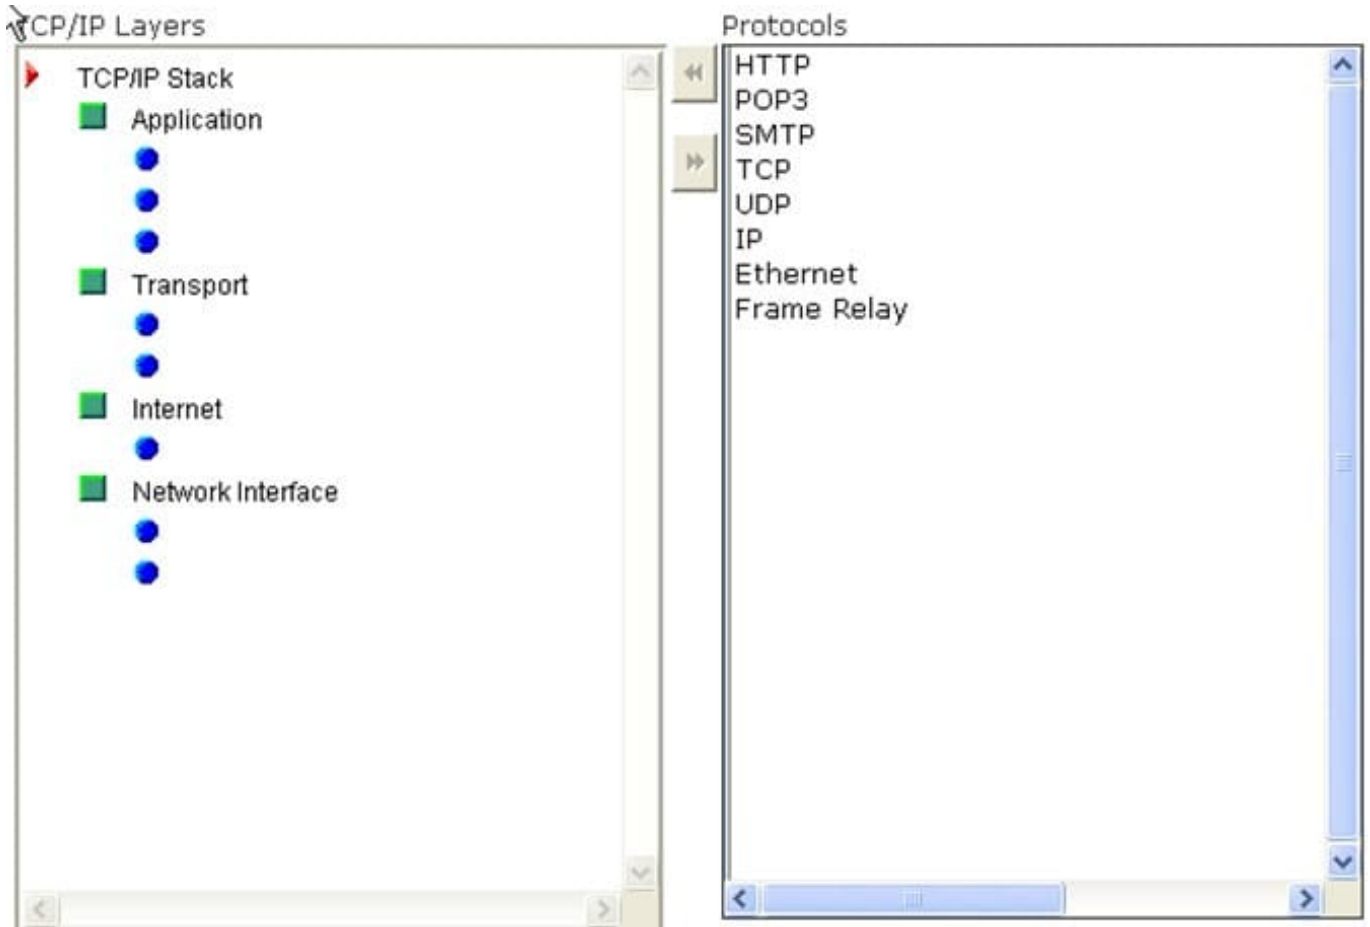 TCP/IP Layers
TCP/IP Stack
Application
Transport
Internet
Network Interface
Protocols
HTTP
POP3
SMTP
TCP
UDP
IP
Ethernet
Frame Relay